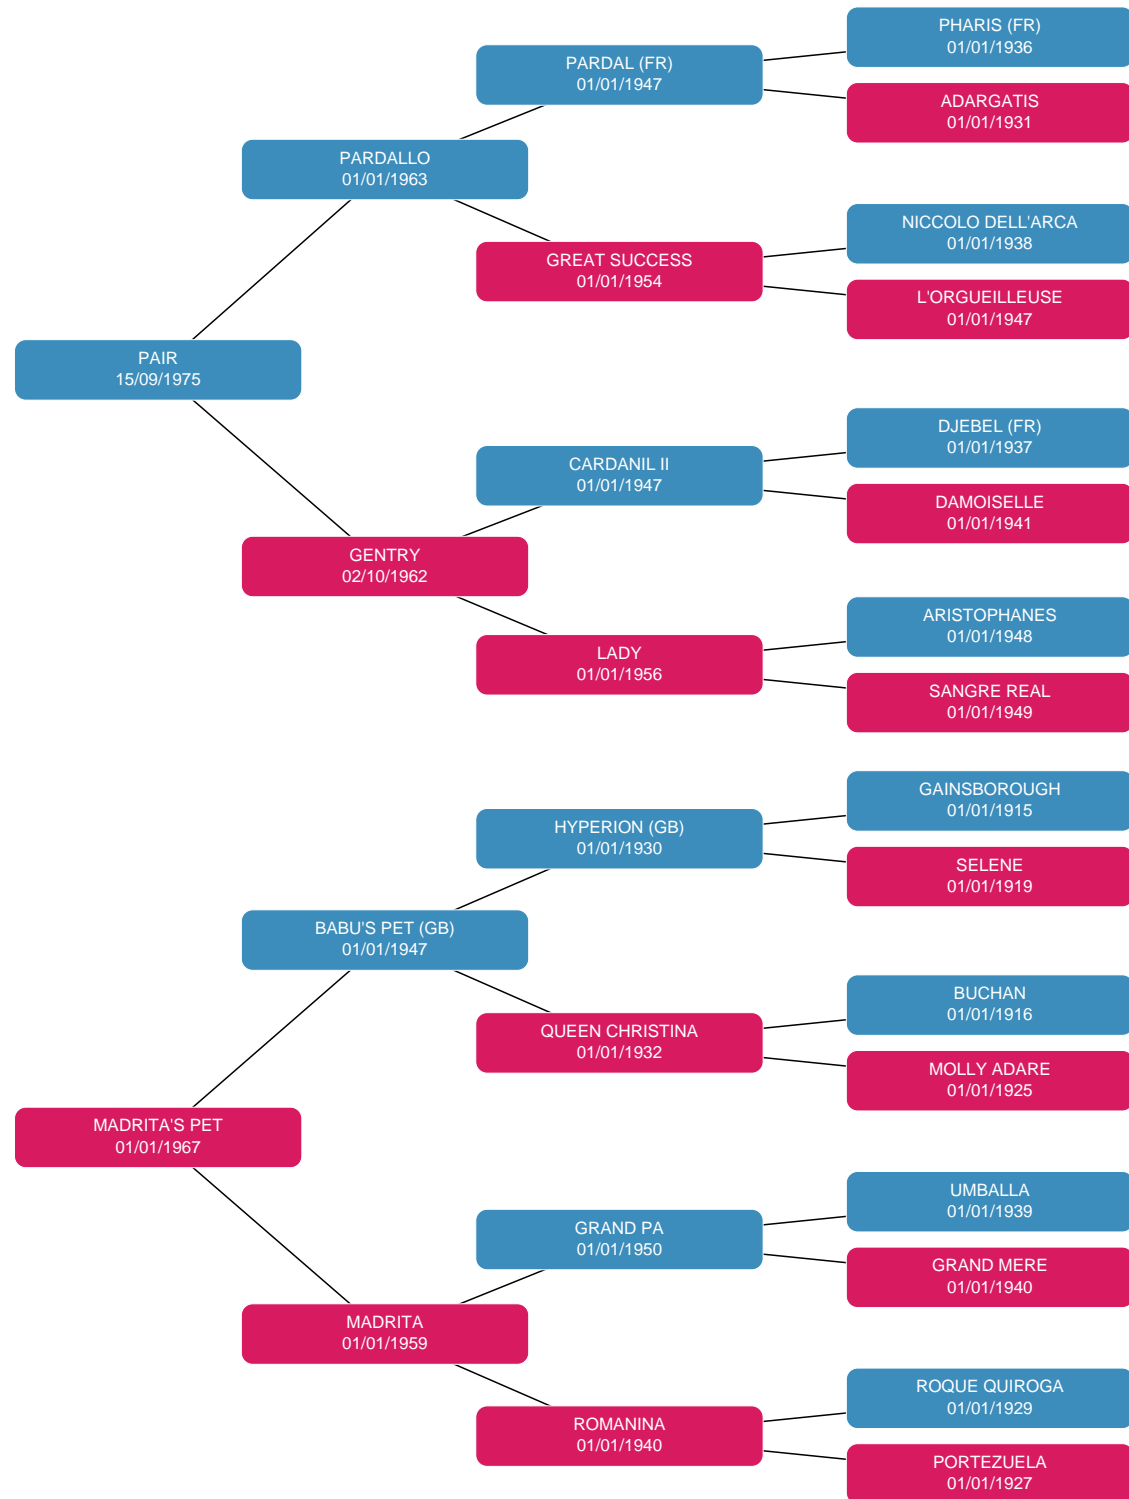 PHARIS (FR)
01/01/1936
PARDAL (FR)
01/01/1947
ADARGATIS
01/01/1931
PARDALLO
01/01/1963
NICCOLO DELL'ARCA
01/01/1938
GREAT SUCCESS
01/01/1954
L'ORGUEILLEUSE
01/01/1947
PAIR
15/09/1975
DJEBEL (FR)
01/01/1937
CARDANIL II
01/01/1947
DAMOISELLE
01/01/1941
GENTRY
02/10/1962
ARISTOPHANES
01/01/1948
LADY
01/01/1956
SANGRE REAL
01/01/1949
GAINSBOROUGH
01/01/1915
HYPERION (GB)
01/01/1930
SELENE
01/01/1919
BABU'S PET (GB)
01/01/1947
BUCHAN
01/01/1916
QUEEN CHRISTINA
01/01/1932
MOLLY ADARE
01/01/1925
MADRITA'S PET
01/01/1967
UMBALLA
01/01/1939
GRAND PA
01/01/1950
GRAND MERE
01/01/1940
MADRITA
01/01/1959
ROQUE QUIROGA
01/01/1929
ROMANINA
01/01/1940
PORTEZUELA
01/01/1927